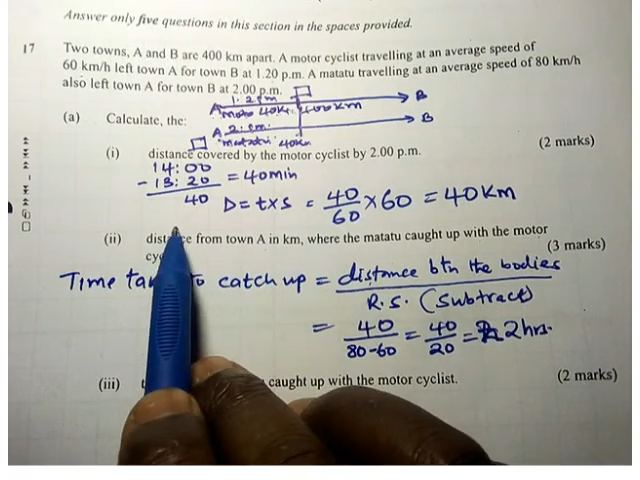 Answer only five questions in this section in the spaces provided.
17 Two towns, A and B are 400 km apart. A motor cyclist travelling at an average speed of
60 km/h left town A for town B at 1.20 p.m. A matatu travelling at an average speed of 80 km/h
also left town A for town B at 2.00 p.m.
A B
400km
(a) Calculate, the:
A B
(i) distance covered by the motor cyclist by 2.00 p.m. (2 marks)
14:00
- 13:20 = 40min
40 D = t x s = 40/60 x 60 = 40km
(ii) from town A in km, where the matatu caught up with the motor
(3 marks)
Time to catch up = distance btn the bodies
R.S. (subtract)
= 40/80-60 = 40/20 = 2hrs.
(iii) caught up with the motor cyclist. (2 marks)